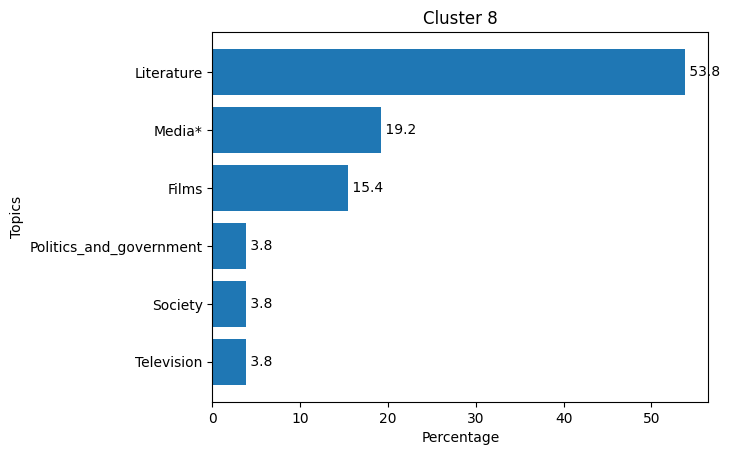 Cluster 8
Topics
Literature 53.8
Media* 19.2
Films 15.4
Politics_and_government 3.8
Society 3.8
Television 3.8
0 10 20 30 40 50
Percentage